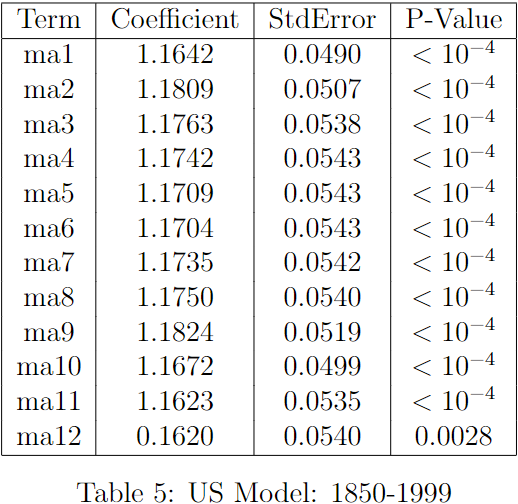 Term Coefficient StdError P-Value
ma1 1.1642 0.0490 < 10⁻⁴
ma2 1.1809 0.0507 < 10⁻⁴
ma3 1.1763 0.0538 < 10⁻⁴
ma4 1.1742 0.0543 < 10⁻⁴
ma5 1.1709 0.0543 < 10⁻⁴
ma6 1.1704 0.0543 < 10⁻⁴
ma7 1.1735 0.0542 < 10⁻⁴
ma8 1.1750 0.0540 < 10⁻⁴
ma9 1.1824 0.0519 < 10⁻⁴
ma10 1.1672 0.0499 < 10⁻⁴
ma11 1.1623 0.0535 < 10⁻⁴
ma12 0.1620 0.0540 0.0028
Table 5: US Model: 1850-1999